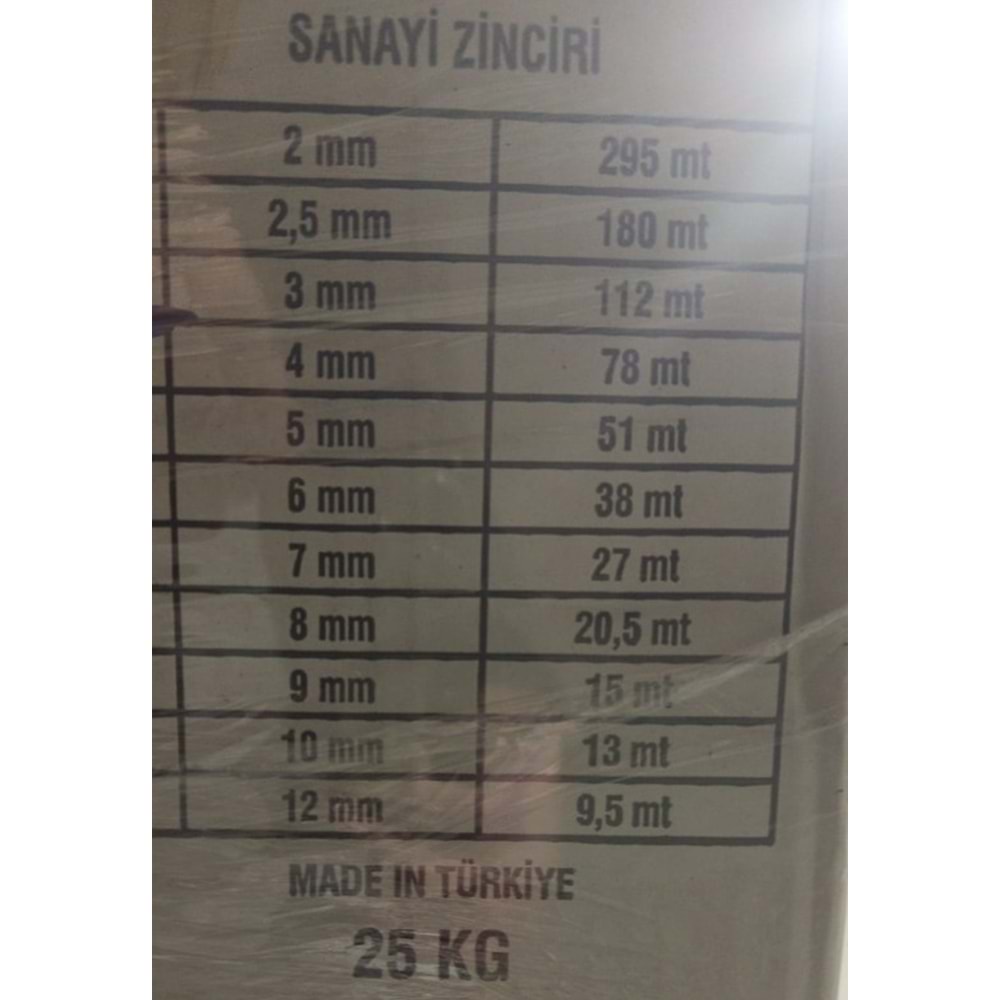 SANAYİ ZİNCİRİ
2 mm 295 mt
2,5 mm 180 mt
3 mm 112 mt
4 mm 78 mt
5 mm 51 mt
6 mm 38 mt
7 mm 27 mt
8 mm 20,5 mt
9 mm 15 mt
10 mm 13 mt
12 mm 9,5 mt
MADE IN TÜRKİYE
25 KG